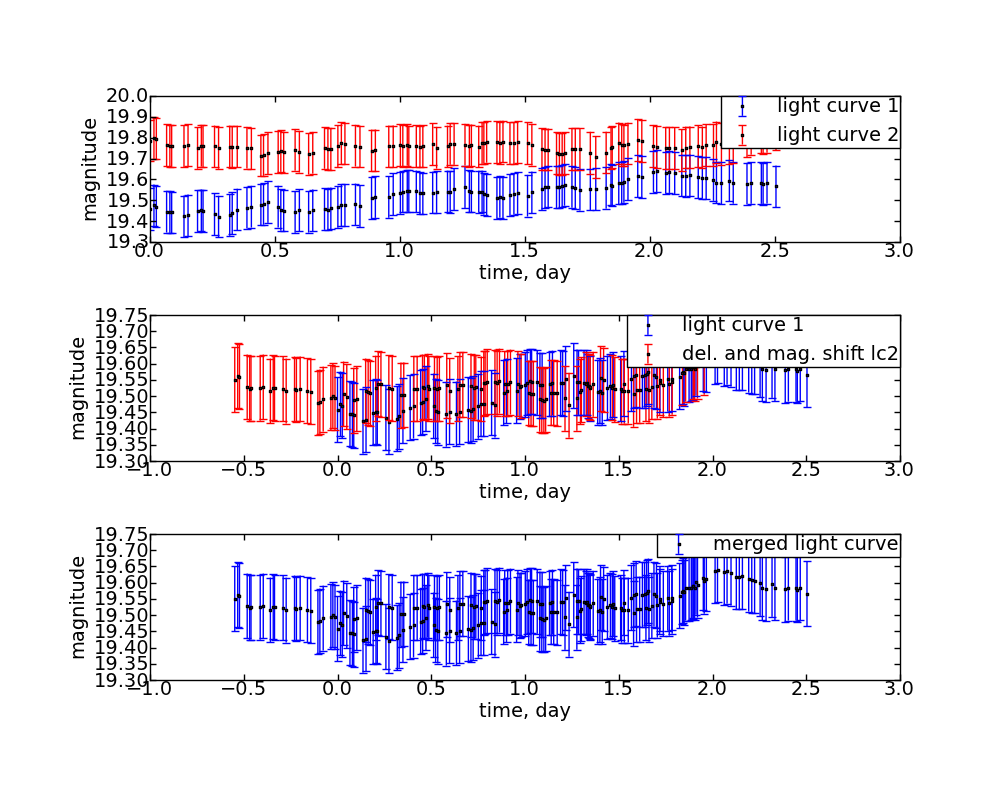 20.0
19.9
19.8
19.7
19.6
19.5
19.4
19.3
magnitude
light curve 1
light curve 2
0.0 0.5 1.0 1.5 2.0 2.5 3.0
time, day
19.75
19.70
19.65
19.60
19.55
19.50
19.45
19.40
19.35
19.30
magnitude
light curve 1
del. and mag. shift lc2
−1.0 −0.5 0.0 0.5 1.0 1.5 2.0 2.5 3.0
time, day
19.75
19.70
19.65
19.60
19.55
19.50
19.45
19.40
19.35
19.30
magnitude
merged light curve
−1.0 −0.5 0.0 0.5 1.0 1.5 2.0 2.5 3.0
time, day